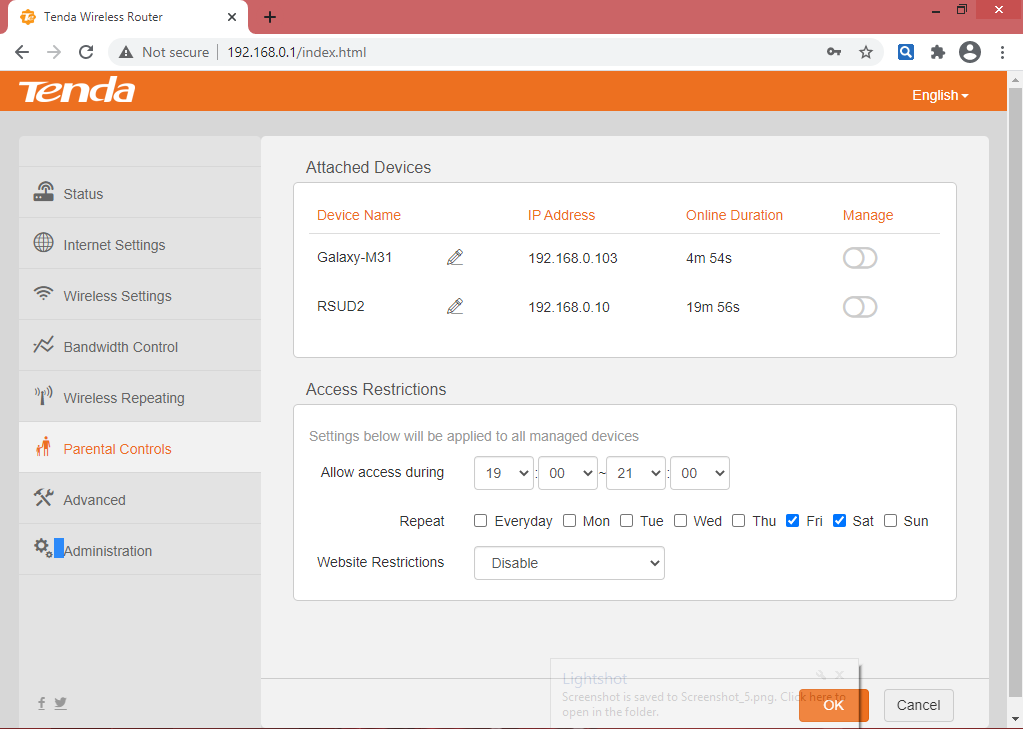 Tenda Wireless Router
Not secure
192.168.0.1/index.html
Tenda
English
Status
Internet Settings
Wireless Settings
Bandwidth Control
Wireless Repeating
Parental Controls
Advanced
Administration
Attached Devices
Device Name IP Address Online Duration Manage
Galaxy-M31 192.168.0.103 4m 54s
RSUD2 192.168.0.10 19m 56s
Access Restrictions
Settings below will be applied to all managed devices
Allow access during 19 : 00 ~ 21 : 00
Repeat Everyday Mon Tue Wed Thu Fri Sat Sun
Website Restrictions Disable
Lightshot
Screenshot is saved to Screenshot_5.png. Click here to
open in the folder.
OK Cancel